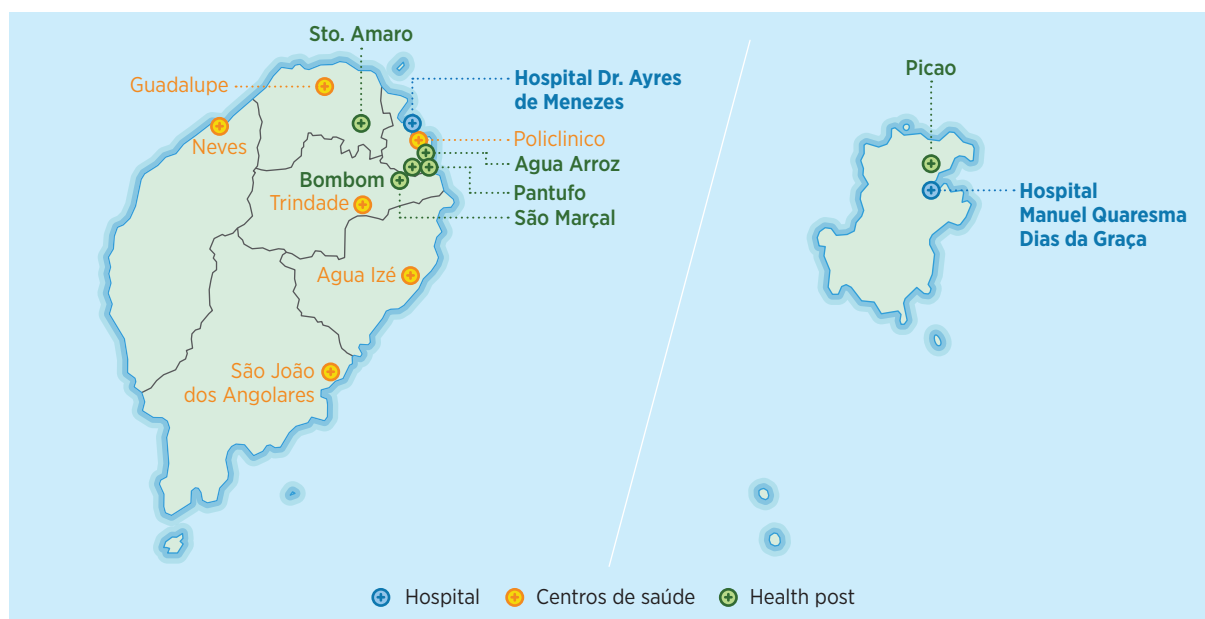 Sto. Amaro
Guadalupe
Neves
Hospital Dr. Ayres
de Menezes
Policlinico
Agua Arroz
Bombom
Pantufo
Trindade
São Marçal
Agua Izé
São João
dos Angolares
Picao
Hospital
Manuel Quaresma
Dias da Graça
Hospital
Centros de saúde
Health post